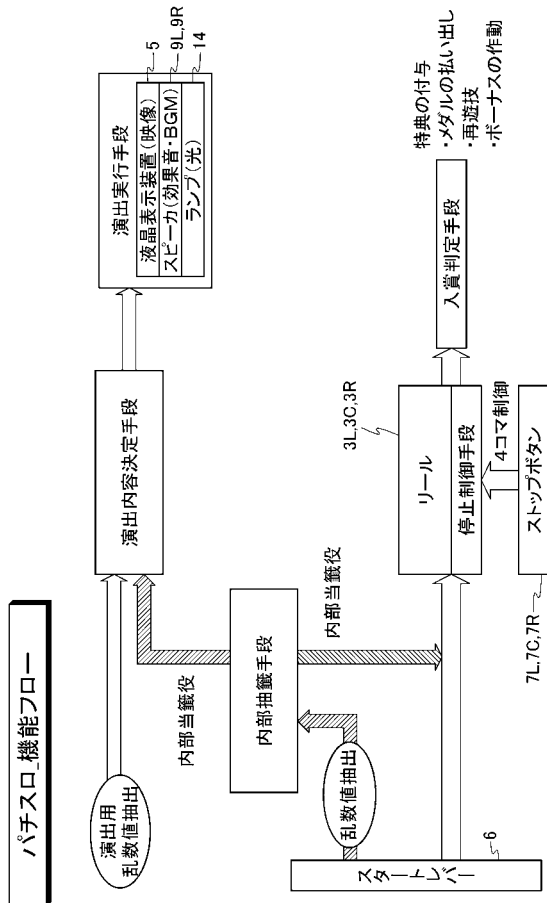 パチスロ_機能フロー
演出用
乱数値抽出
演出内容決定手段
演出実行手段
液晶表示装置(映像)
スピーカ(効果音・BGM)
ランプ(光)
5
9L,9R
14
内部当籤役
内部抽籤手段
内部当籤役
乱数値抽出
スタートレバー
6
リール
停止制御手段
3L,3C,3R
4コマ制御
ストップボタン
7L,7C,7R
入賞判定手段
特典の付与
・メダルの払い出し
・再遊技
・ボーナスの作動